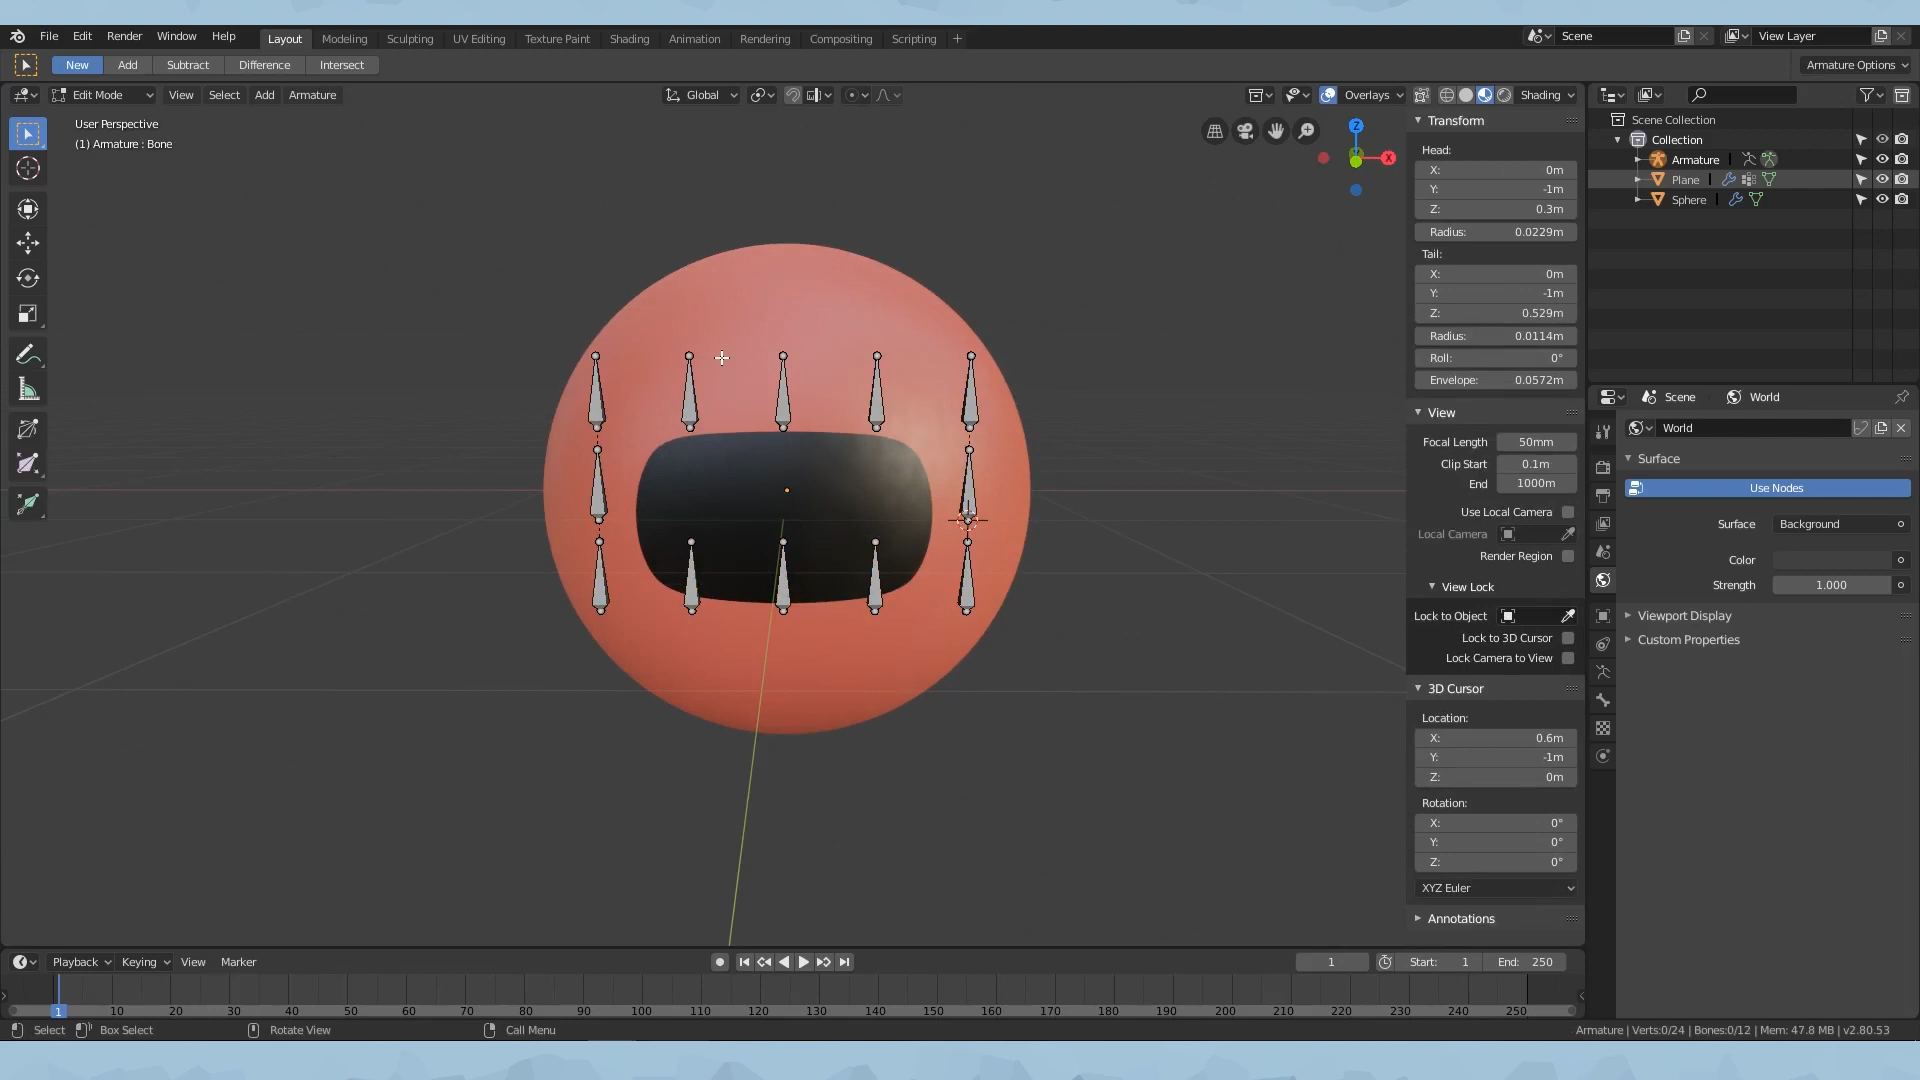 File Edit Render Window Help Layout Modeling Sculpting UV Editing Texture Paint Shading Animation Rendering Compositing Scripting + Scene View Layer
New Add Subtract Difference Intersect Armature Options
Edit Mode View Select Add Armature Global Overlays Shading
User Perspective
(1) Armature : Bone
Z
X
Transform
Head:
X: 0m
Y: -1m
Z: 0.3m
Radius: 0.0229m
Tail:
X: 0m
Y: -1m
Z: 0.529m
Radius: 0.0114m
Roll: 0°
Envelope: 0.0572m
View
Focal Length 50mm
Clip Start 0.1m
End 1000m
Use Local Camera
Local Camera
Render Region
View Lock
Lock to Object
Lock to 3D Cursor
Lock Camera to View
3D Cursor
Location:
X: 0.6m
Y: -1m
Z: 0m
Rotation:
X: 0°
Y: 0°
Z: 0°
XYZ Euler
Annotations
Scene Collection
Collection
Armature
Plane
Sphere
Scene World
World
Surface
Use Nodes
Surface Background
Color
Strength 1.000
Viewport Display
Custom Properties
Playback Keying View Marker 1 Start: 1 End: 250
1 10 20 30 40 50 60 70 80 90 100 110 120 130 140 150 160 170 180 190 200 210 220 230 240 250
Select Box Select Rotate View Call Menu Armature | Verts:0/24 | Bones:0/12 | Mem: 47.8 MB | v2.80.53